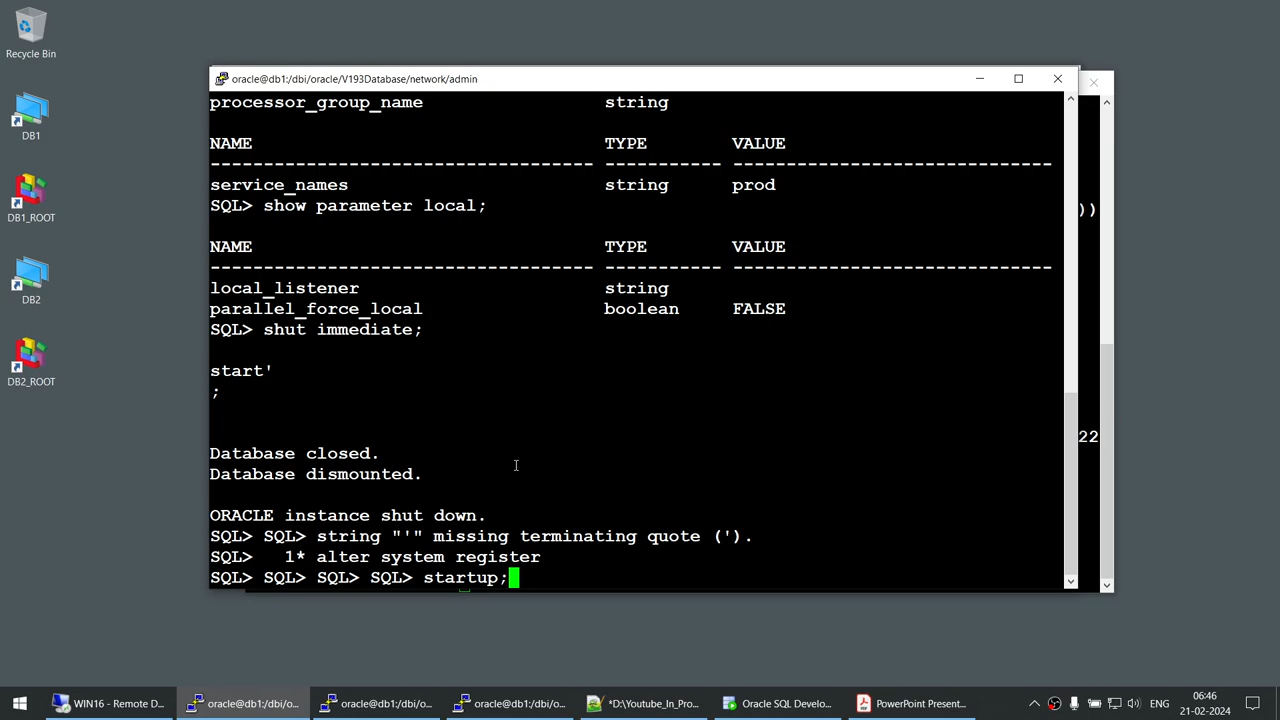 Recycle Bin
DB1
DB1_ROOT
DB2
DB2_ROOT
oracle@db1:/dbi/oracle/V193Database/network/admin
processor_group_name string
NAME TYPE VALUE
------------------------------------ ----------- ------------------------------
service_names string prod
SQL> show parameter local;
NAME TYPE VALUE
------------------------------------ ----------- ------------------------------
local_listener string
parallel_force_local boolean FALSE
SQL> shut immediate;
start'
;
Database closed.
Database dismounted.
ORACLE instance shut down.
SQL> SQL> string "'" missing terminating quote (').
SQL>   1* alter system register
SQL> SQL> SQL> SQL> startup;
))
22
WIN16 - Remote D...
oracle@db1:/dbi/o...
oracle@db1:/dbi/o...
oracle@db1:/dbi/o...
*D:\Youtube_In_Pro...
Oracle SQL Develo...
PowerPoint Present...
ENG
06:46
21-02-2024